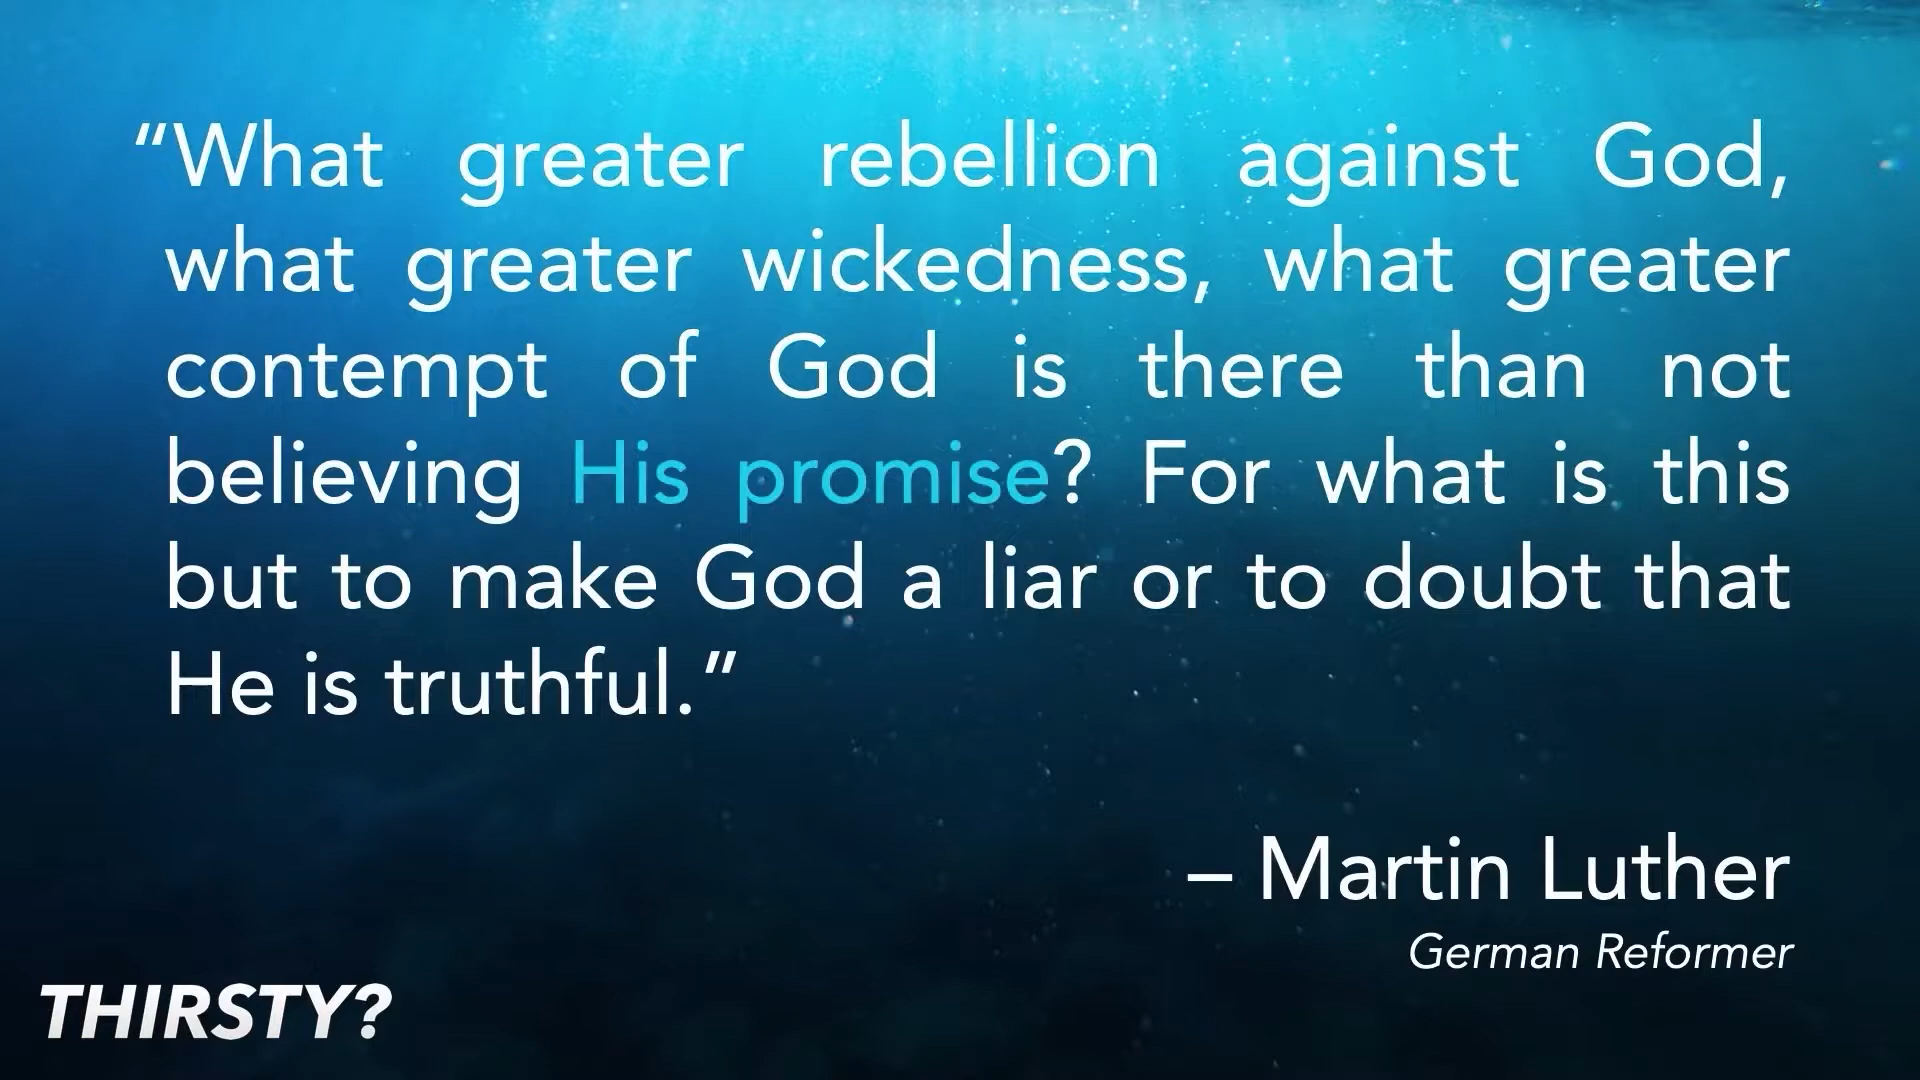 “What greater rebellion against God,
what greater wickedness, what greater
contempt of God is there than not
believing His promise? For what is this
but to make God a liar or to doubt that
He is truthful.”
– Martin Luther
German Reformer
THIRSTY?